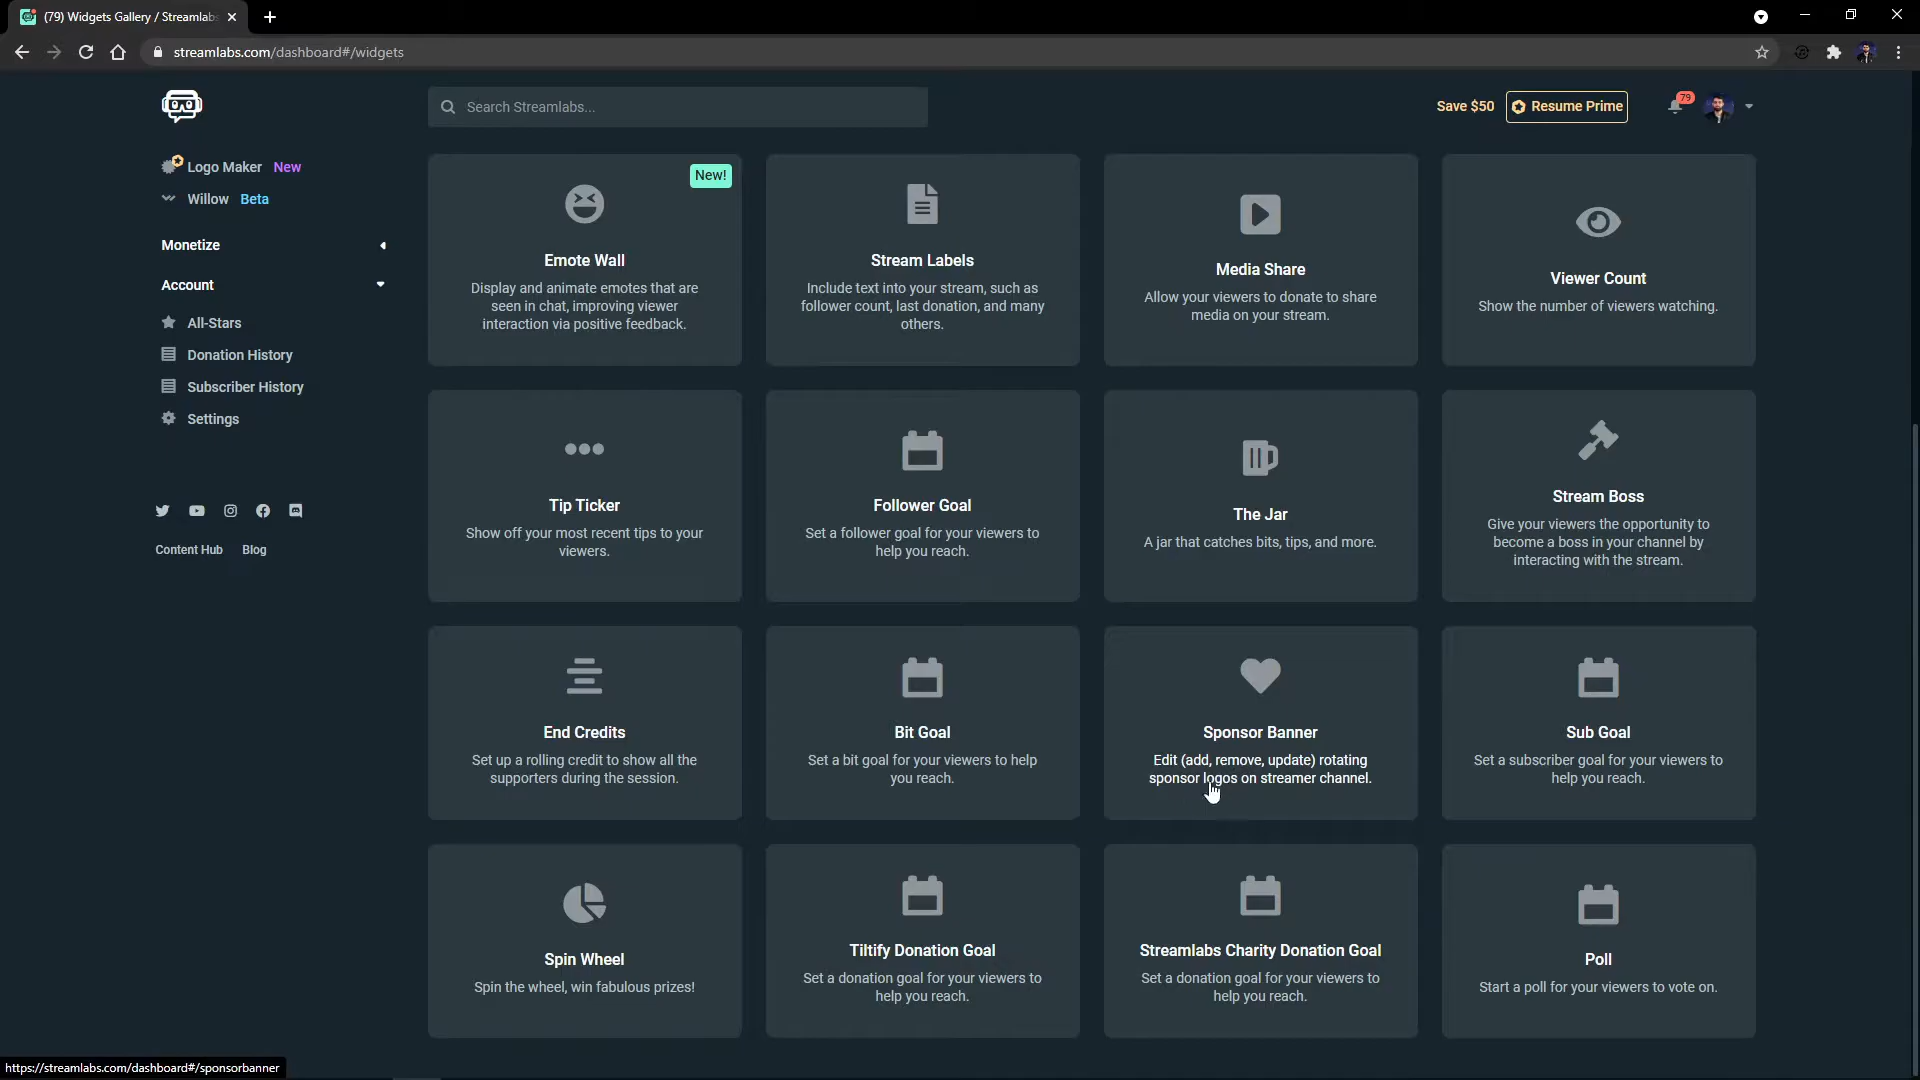 (79) Widgets Gallery / Streamlabs
streamlabs.com/dashboard#/widgets
Search Streamlabs...
Save $50
Resume Prime
79
Logo Maker New
Willow Beta
Monetize
Account
All-Stars
Donation History
Subscriber History
Settings
Content Hub Blog
New!
Emote Wall
Display and animate emotes that are
seen in chat, improving viewer
interaction via positive feedback.
Stream Labels
Include text into your stream, such as
follower count, last donation, and many
others.
Media Share
Allow your viewers to donate to share
media on your stream.
Viewer Count
Show the number of viewers watching.
Tip Ticker
Show off your most recent tips to your
viewers.
Follower Goal
Set a follower goal for your viewers to
help you reach.
The Jar
A jar that catches bits, tips, and more.
Stream Boss
Give your viewers the opportunity to
become a boss in your channel by
interacting with the stream.
End Credits
Set up a rolling credit to show all the
supporters during the session.
Bit Goal
Set a bit goal for your viewers to help
you reach.
Sponsor Banner
Edit (add, remove, update) rotating
sponsor logos on streamer channel.
Sub Goal
Set a subscriber goal for your viewers to
help you reach.
Spin Wheel
Spin the wheel, win fabulous prizes!
Tiltify Donation Goal
Set a donation goal for your viewers to
help you reach.
Streamlabs Charity Donation Goal
Set a donation goal for your viewers to
help you reach.
Poll
Start a poll for your viewers to vote on.
https://streamlabs.com/dashboard#/sponsorbanner